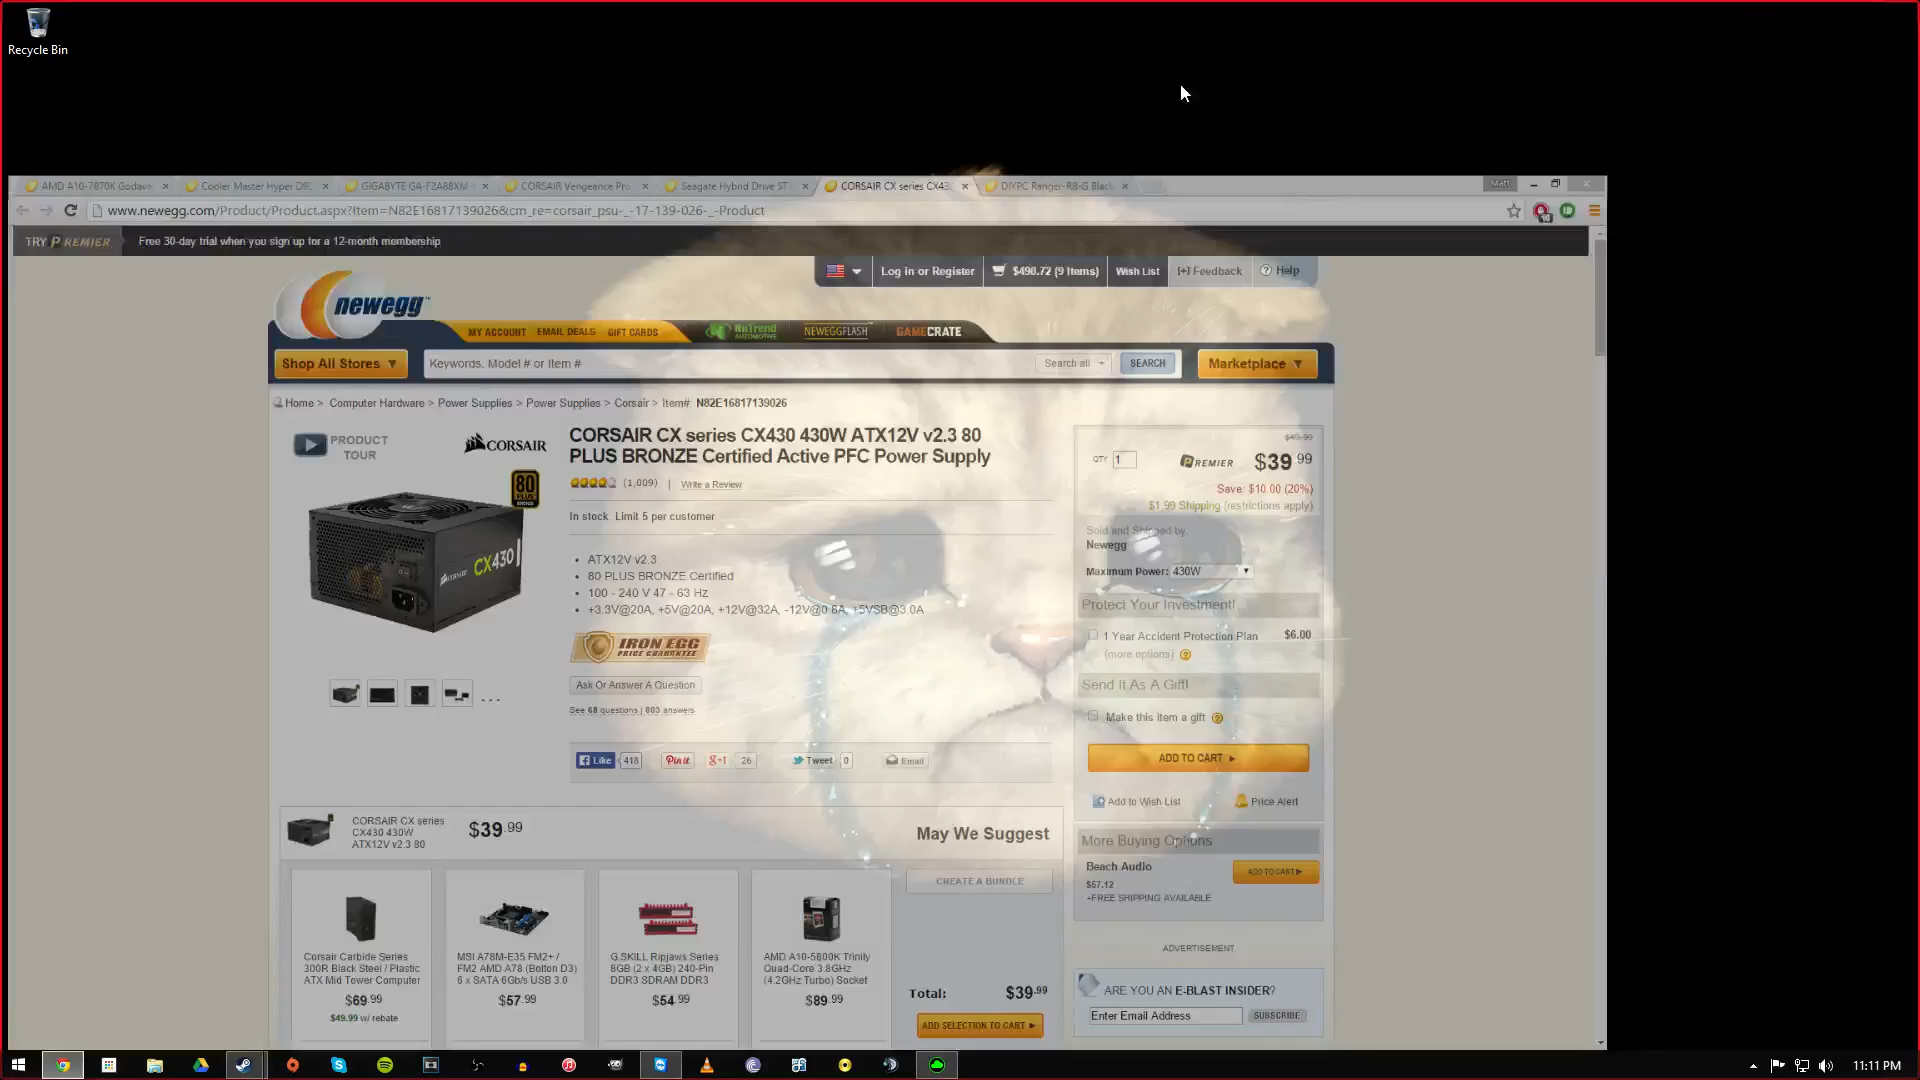 Recycle Bin
AMD A10-7870K Godava
Cooler Master Hyper D92
GIGABYTE GA-F2A88XM
CORSAIR Vengeance Pro
Seagate Hybrid Drive ST
CORSAIR CX series CX43
DIYPC Ranger-R8-G Black
Matt
www.newegg.com/Product/Product.aspx?Item=N82E16817139026&cm_re=corsair_psu-_-17-139-026-_-Product
TRY PREMIER Free 30-day trial when you sign up for a 12-month membership
Log in or Register $490.72 (9 Items) Wish List [+] Feedback Help
newegg
MY ACCOUNT EMAIL DEALS GIFT CARDS NuTrend AUTOMOTIVE NEWEGGFLASH GAMECRATE
Shop All Stores Keywords, Model # or Item # Search all SEARCH Marketplace
Home > Computer Hardware > Power Supplies > Power Supplies > Corsair > Item#: N82E16817139026
PRODUCT TOUR
CORSAIR
80 PLUS BRONZE
CORSAIR CX430
CORSAIR CX series CX430 430W ATX12V v2.3 80
PLUS BRONZE Certified Active PFC Power Supply
(1,009) | Write a Review
In stock. Limit 5 per customer
• ATX12V v2.3
• 80 PLUS BRONZE Certified
• 100 - 240 V 47 - 63 Hz
• +3.3V@20A, +5V@20A, +12V@32A, -12V@0.8A, +5VSB@3.0A
IRON EGG
PRICE GUARANTEE
Ask Or Answer A Question
See 68 questions | 803 answers
Like 418 Pin it g+1 26 Tweet 0 Email
$49.99
QTY 1 PREMIER $39.99
Save: $10.00 (20%)
$1.99 Shipping (restrictions apply)
Sold and Shipped by:
Newegg
Maximum Power: 430W
Protect Your Investment!
1 Year Accident Protection Plan $6.00
(more options)
Send It As A Gift!
Make this item a gift
ADD TO CART
Add to Wish List Price Alert
More Buying Options
Beach Audio
$57.12
+FREE SHIPPING AVAILABLE
ADD TO CART
ADVERTISEMENT
ARE YOU AN E-BLAST INSIDER?
Enter Email Address SUBSCRIBE
CORSAIR CX series
CX430 430W
ATX12V v2.3 80
$39.99
May We Suggest
CREATE A BUNDLE
Corsair Carbide Series
300R Black Steel / Plastic
ATX Mid Tower Computer
$69.99
$49.99 w/ rebate
MSI A78M-E35 FM2+ /
FM2 AMD A78 (Bolton D3)
6 x SATA 6Gb/s USB 3.0
$57.99
G.SKILL Ripjaws Series
8GB (2 x 4GB) 240-Pin
DDR3 SDRAM DDR3
$54.99
AMD A10-5800K Trinity
Quad-Core 3.8GHz
(4.2GHz Turbo) Socket
$89.99
Total: $39.99
ADD SELECTION TO CART
11:11 PM